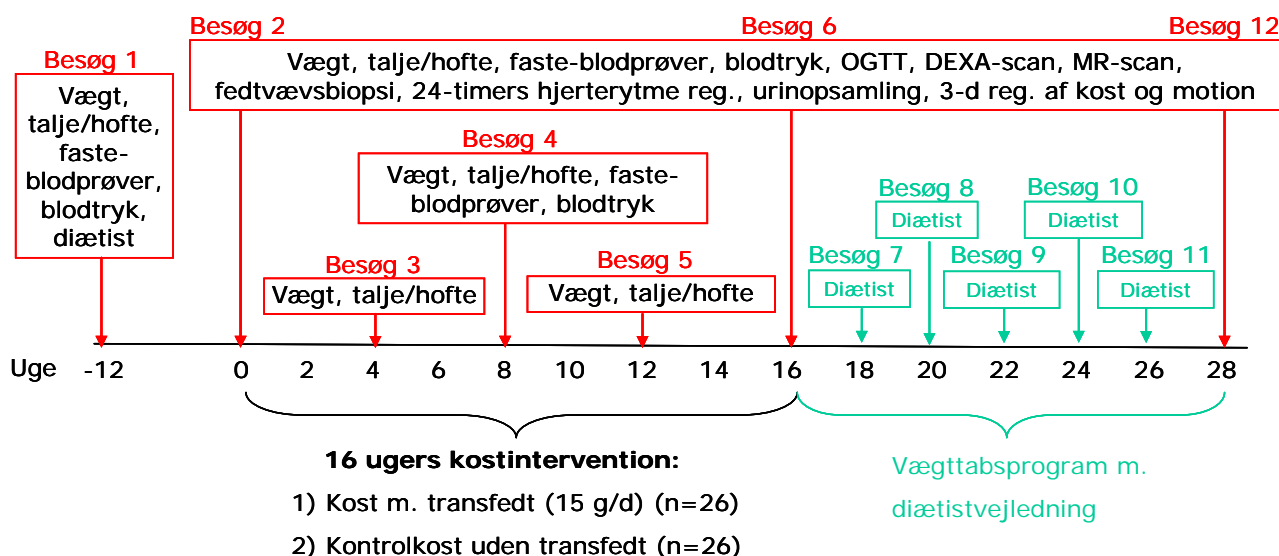 Besøg 1
Vægt,
talje/hofte,
faste-
blodprøver,
blodtryk,
diætist
Besøg 2
Besøg 6
Besøg 12
Vægt, talje/hofte, faste-blodprøver, blodtryk, OGTT, DEXA-scan, MR-scan,
fedtvævsbiopsi, 24-timers hjerterytme reg., urinopsamling, 3-d reg. af kost og motion
Besøg 4
Vægt, talje/hofte, faste-
blodprøver, blodtryk
Besøg 3
Vægt, talje/hofte
Besøg 5
Vægt, talje/hofte
Besøg 8
Diætist
Besøg 10
Diætist
Besøg 7
Diætist
Besøg 9
Diætist
Besøg 11
Diætist
Uge -12 0 2 4 6 8 10 12 14 16 18 20 22 24 26 28
16 ugers kostintervention:
1) Kost m. transfedt (15 g/d) (n=26)
2) Kontrolkost uden transfedt (n=26)
Vægttabsprogram m.
diætistvejledning